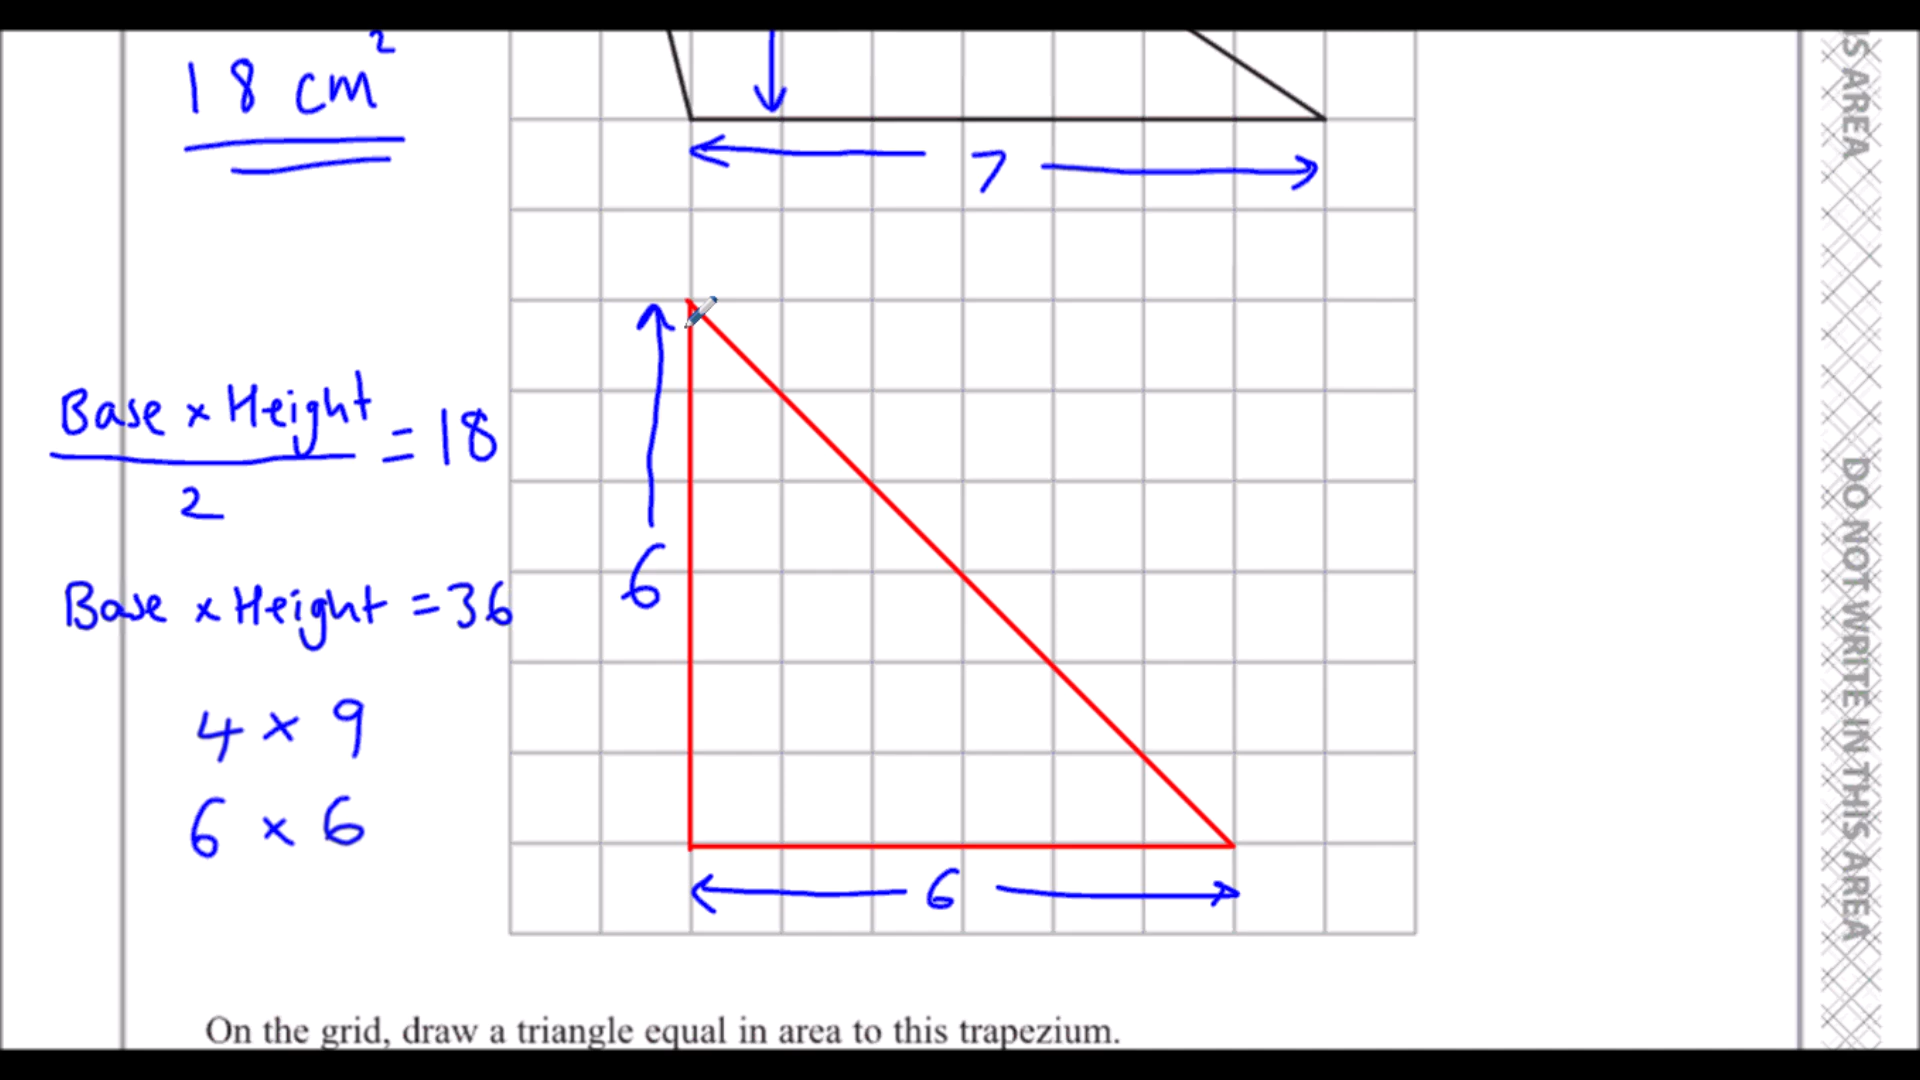 2
18 cm²
7
Base x Height
= 18
2
6
Base x Height = 36
4 x 9
6 x 6
6
On the grid, draw a triangle equal in area to this trapezium.
S AREA
DO NOT WRITE IN THIS AREA